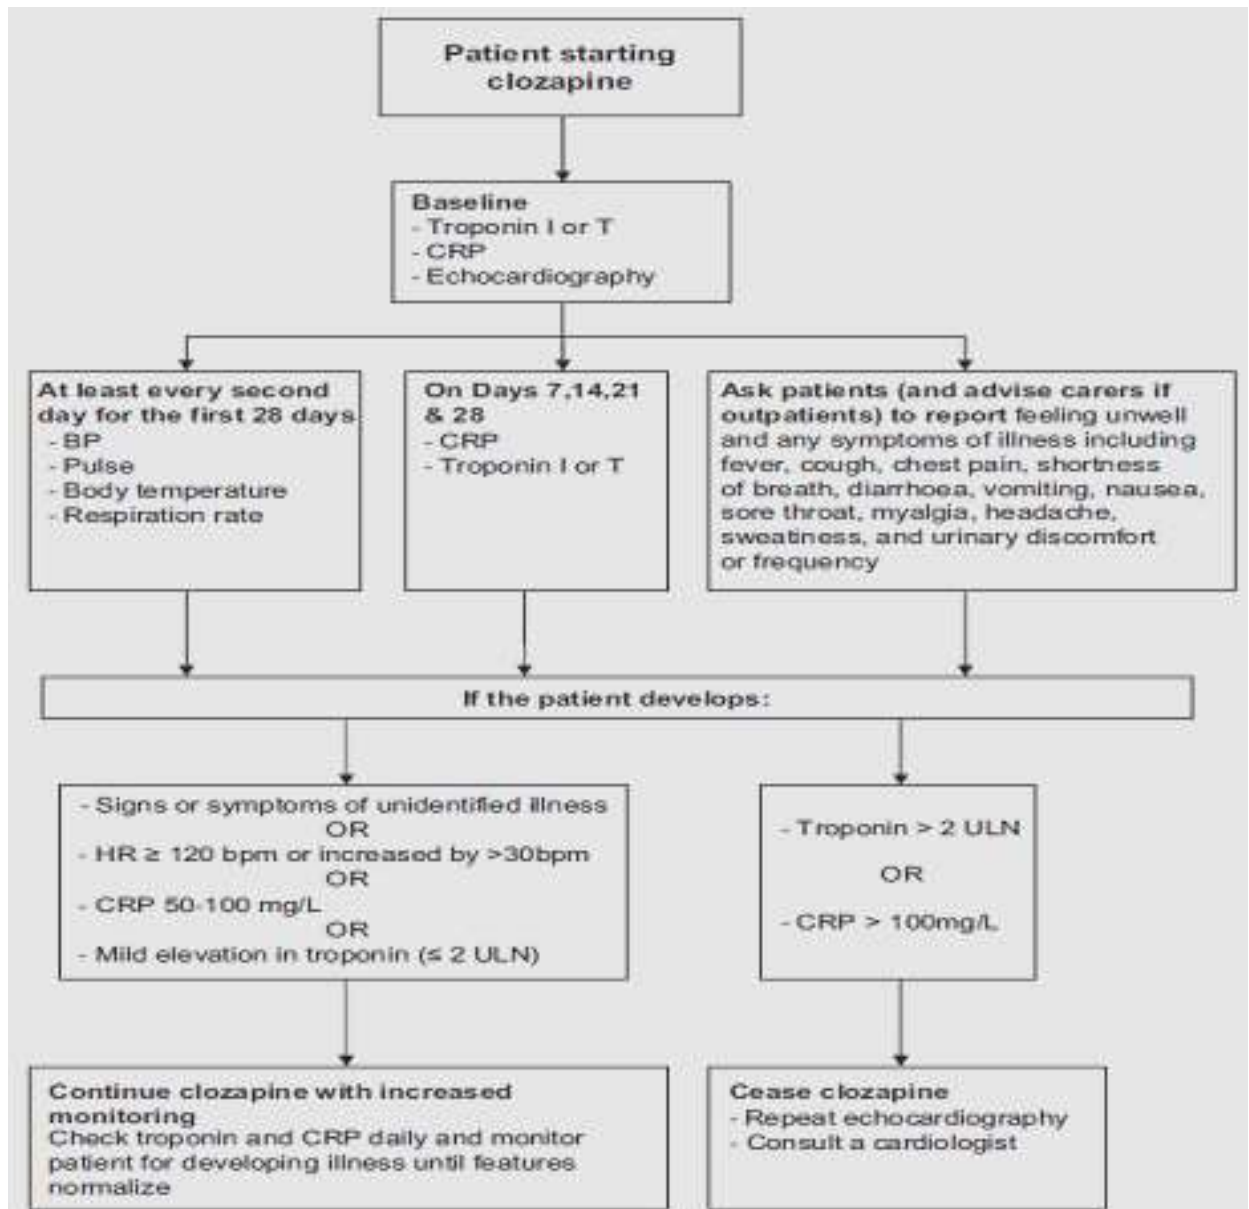 Patient starting
clozapine
Baseline
- Troponin I or T
- CRP
- Echocardiography
At least every second
day for the first 28 days
- BP
- Pulse
- Body temperature
- Respiration rate
On Days 7,14,21
& 28
- CRP
- Troponin I or T
Ask patients (and advise carers if
outpatients) to report feeling unwell
and any symptoms of illness including
fever, cough, chest pain, shortness
of breath, diarrhoea, vomiting, nausea,
sore throat, myalgia, headache,
sweatiness, and urinary discomfort
or frequency
If the patient develops:
- Signs or symptoms of unidentified illness
OR
- HR ≥ 120 bpm or increased by >30bpm
OR
- CRP 50-100 mg/L
OR
- Mild elevation in troponin (≤ 2 ULN)
- Troponin > 2 ULN
OR
- CRP > 100mg/L
Continue clozapine with increased
monitoring
Check troponin and CRP daily and monitor
patient for developing illness until features
normalize
Cease clozapine
- Repeat echocardiography
- Consult a cardiologist